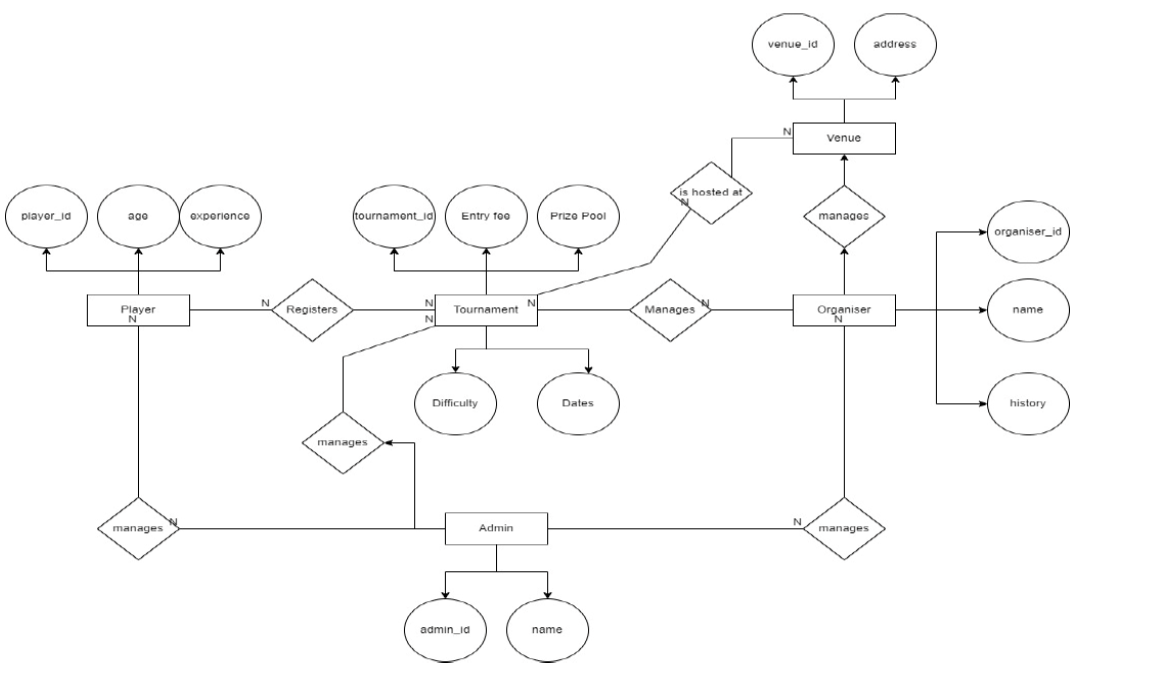 venue_id
address
N
Venue
is hosted at
N
player_id
age
experience
tournament_id
Entry fee
Prize Pool
manages
organiser_id
Player
N
N
Registers
N
N
Tournament
N
Manages
N
Organiser
N
name
Difficulty
Dates
history
manages
manages
N
Admin
N
manages
admin_id
name